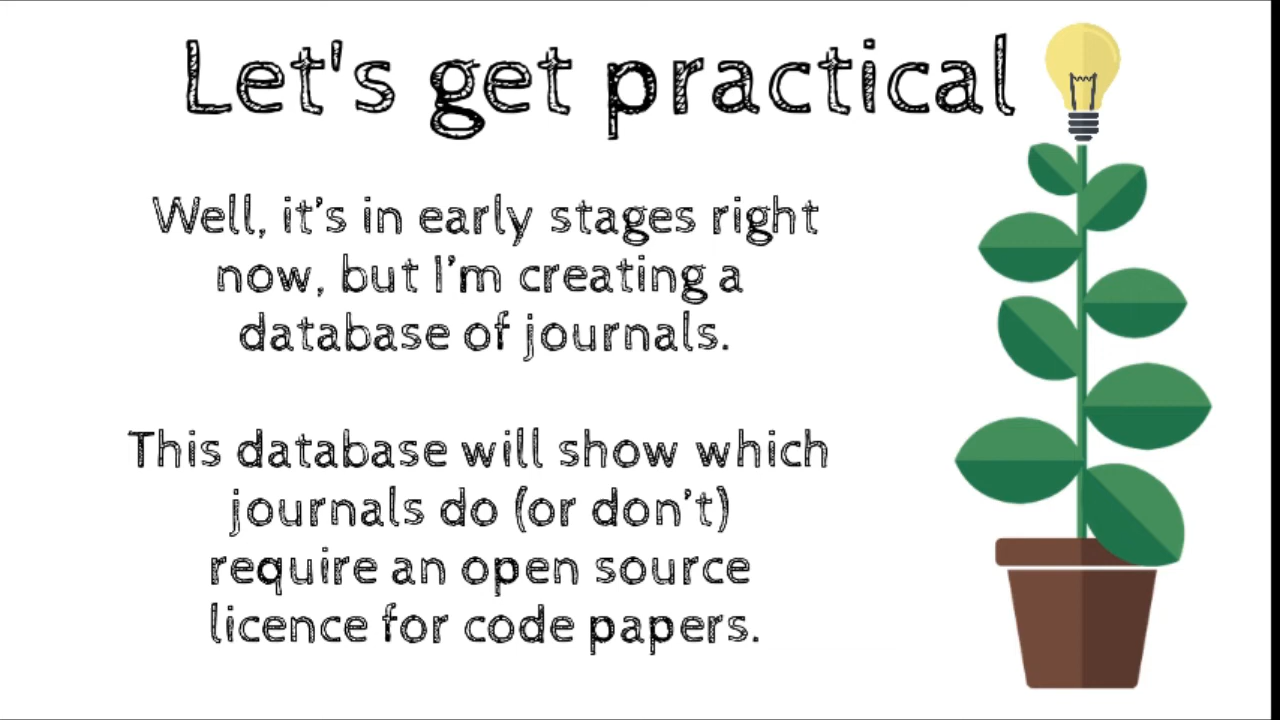 Let's get practical
Well, it's in early stages right
now, but I'm creating a
database of journals.
This database will show which
journals do (or don't)
require an open source
licence for code papers.